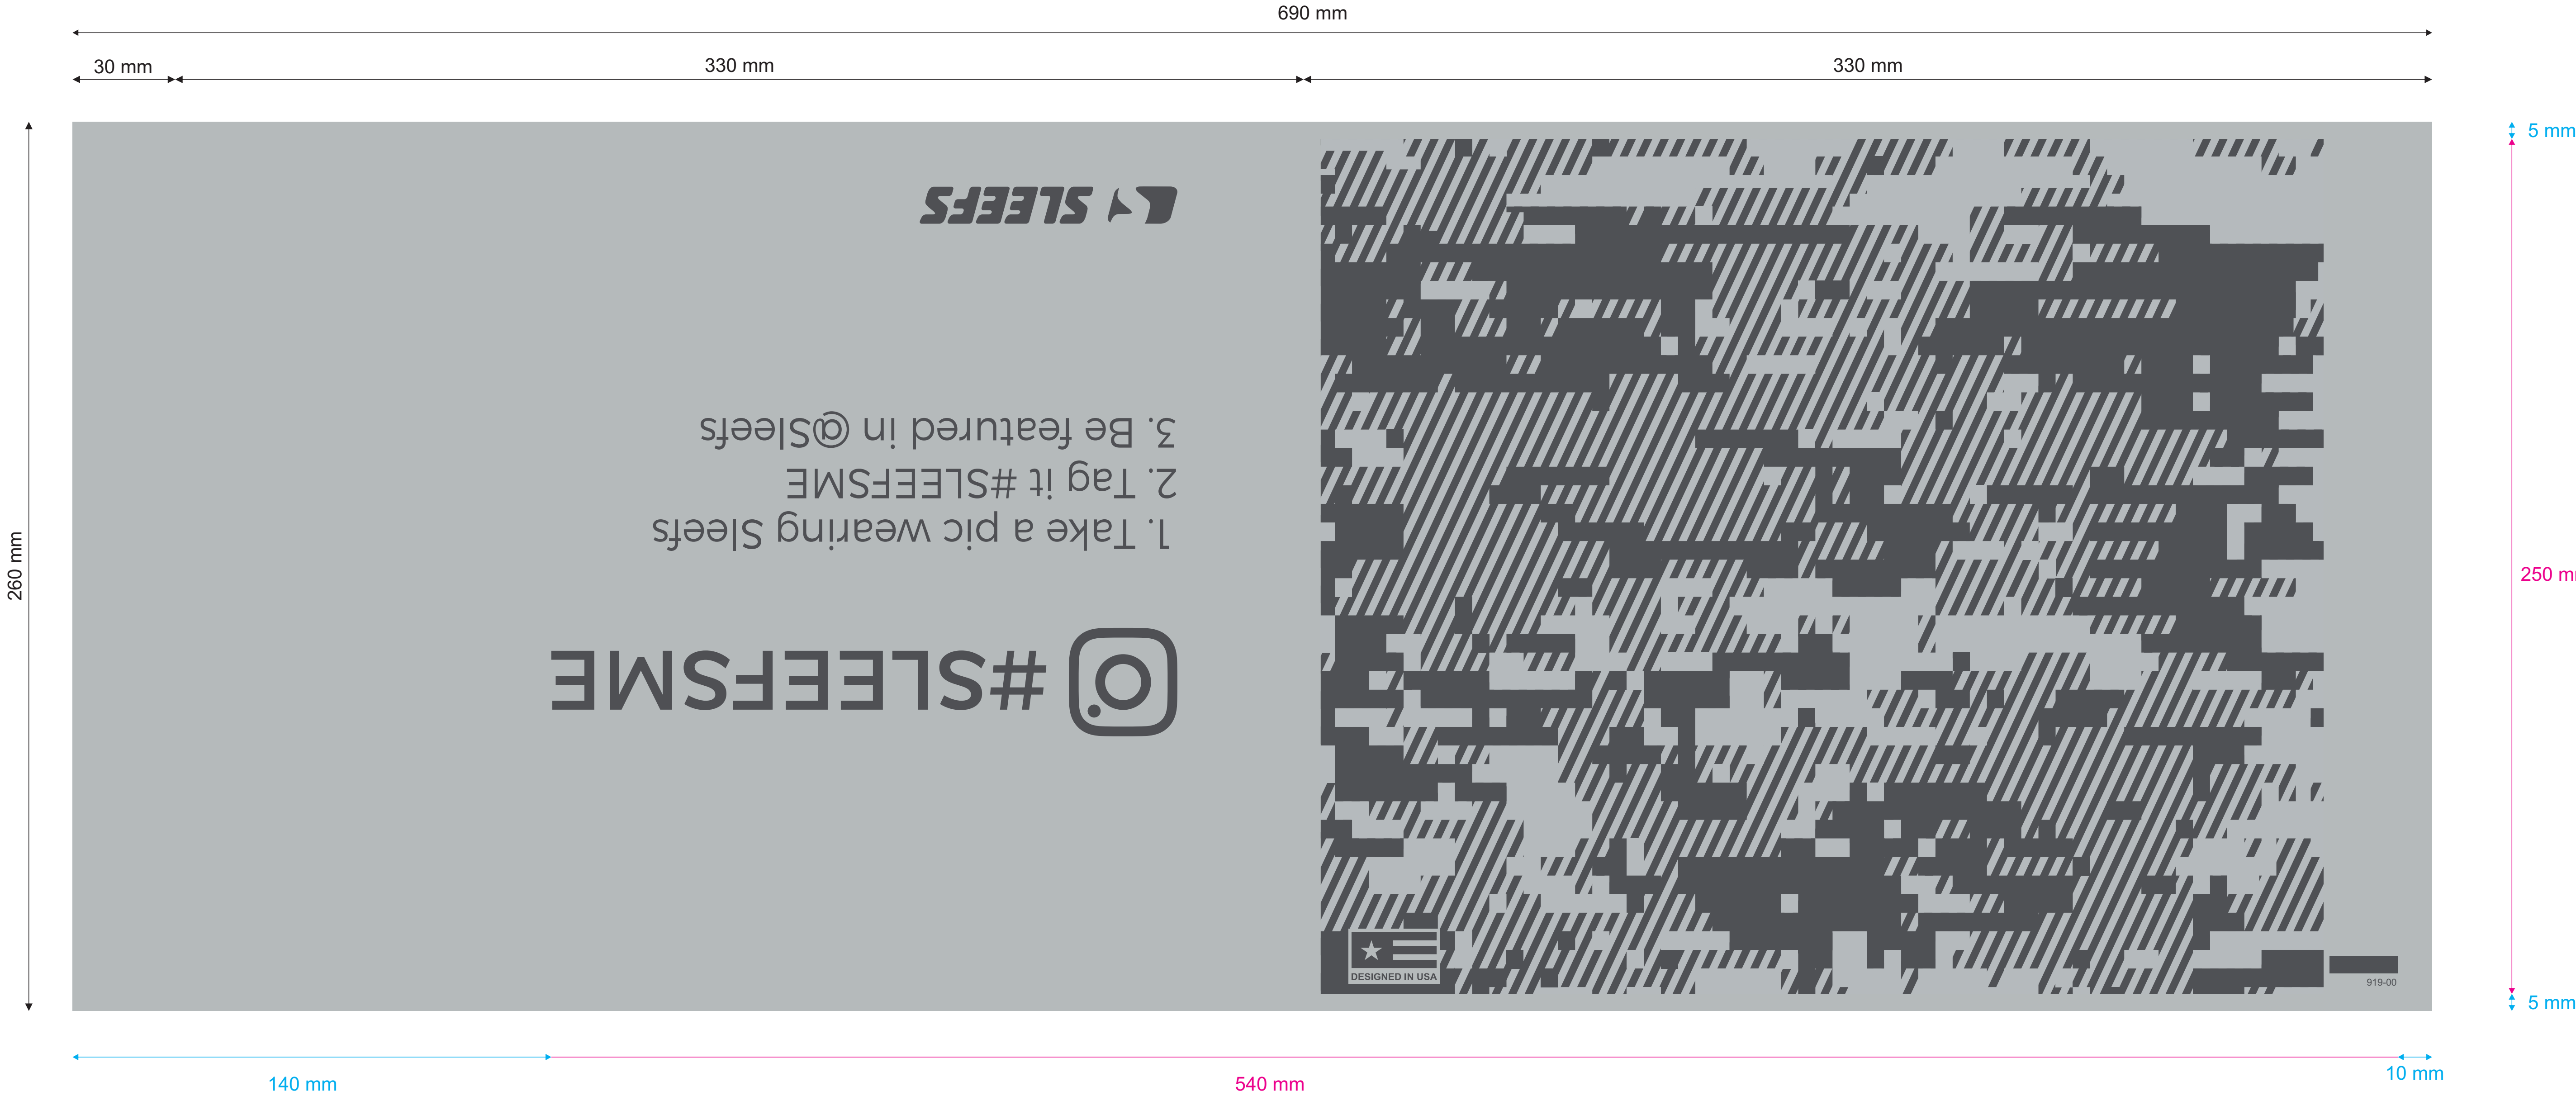 690 mm
30 mm
330 mm
330 mm
5 mm
260 mm
250 m
5 mm
140 mm
540 mm
10 mm
#SLEEFSME
1. Take a pic wearing Sleefs
2. Tag it #SLEEFSME
3. Be featured in @Sleefs
SLEEFS
DESIGNED IN USA
919-00